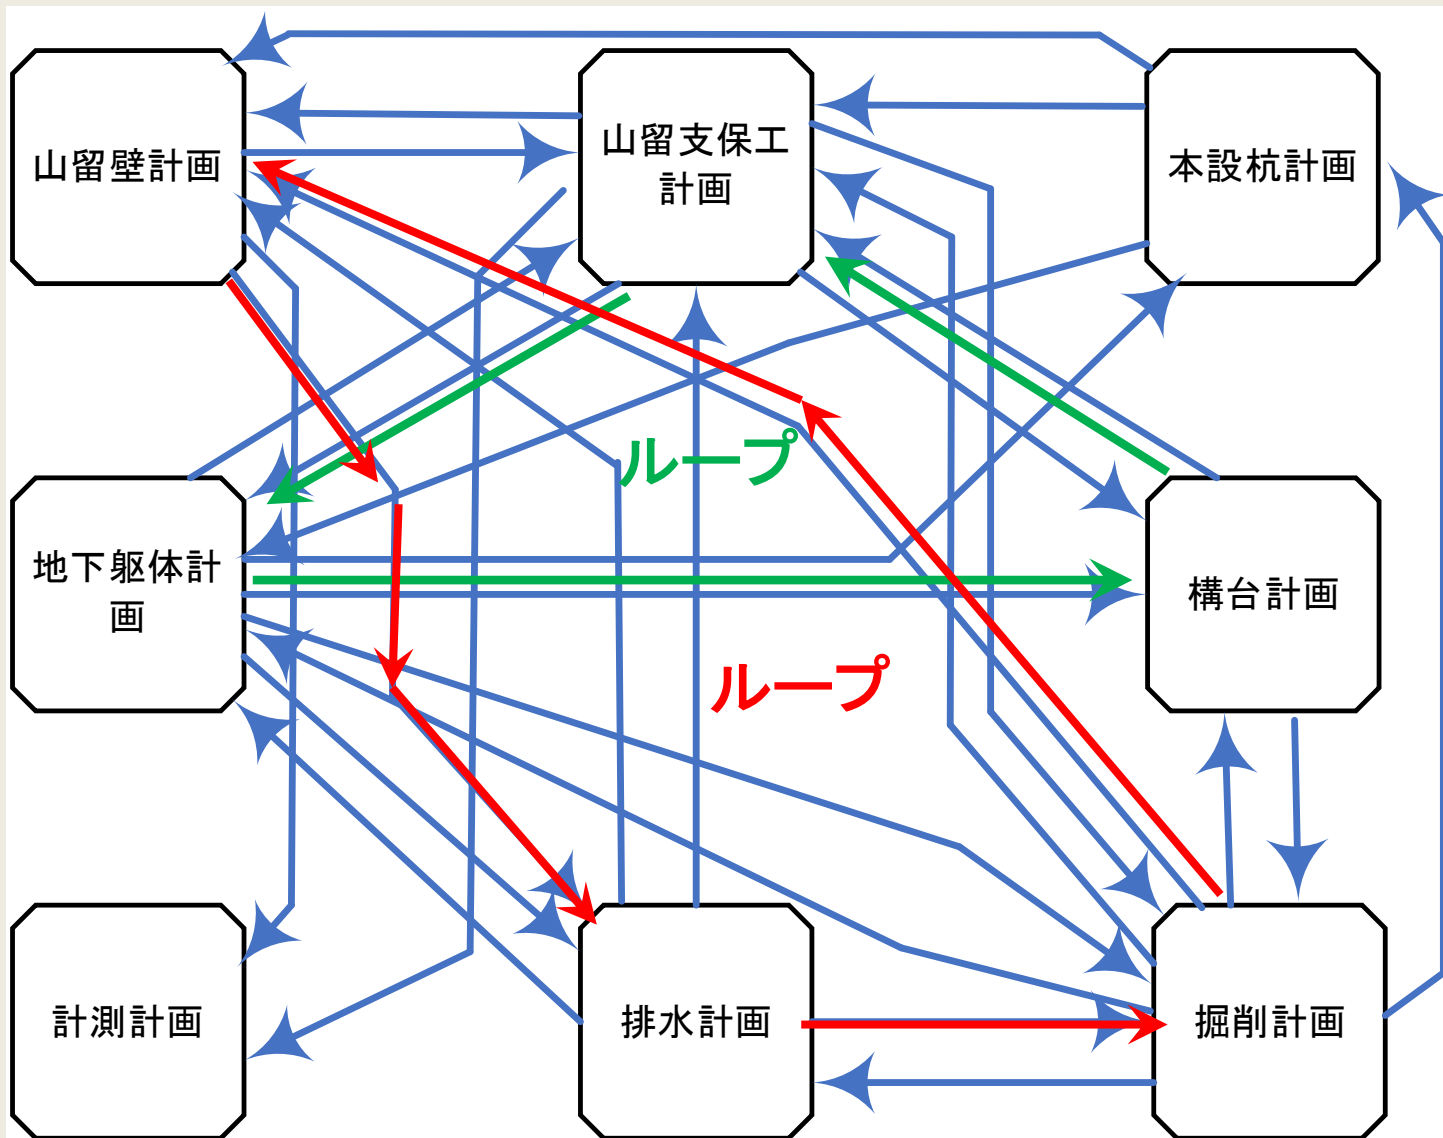 山留壁計画
山留支保工
計画
本設杭計画
ループ
地下躯体計
画
構台計画
ループ
計測計画
排水計画
掘削計画